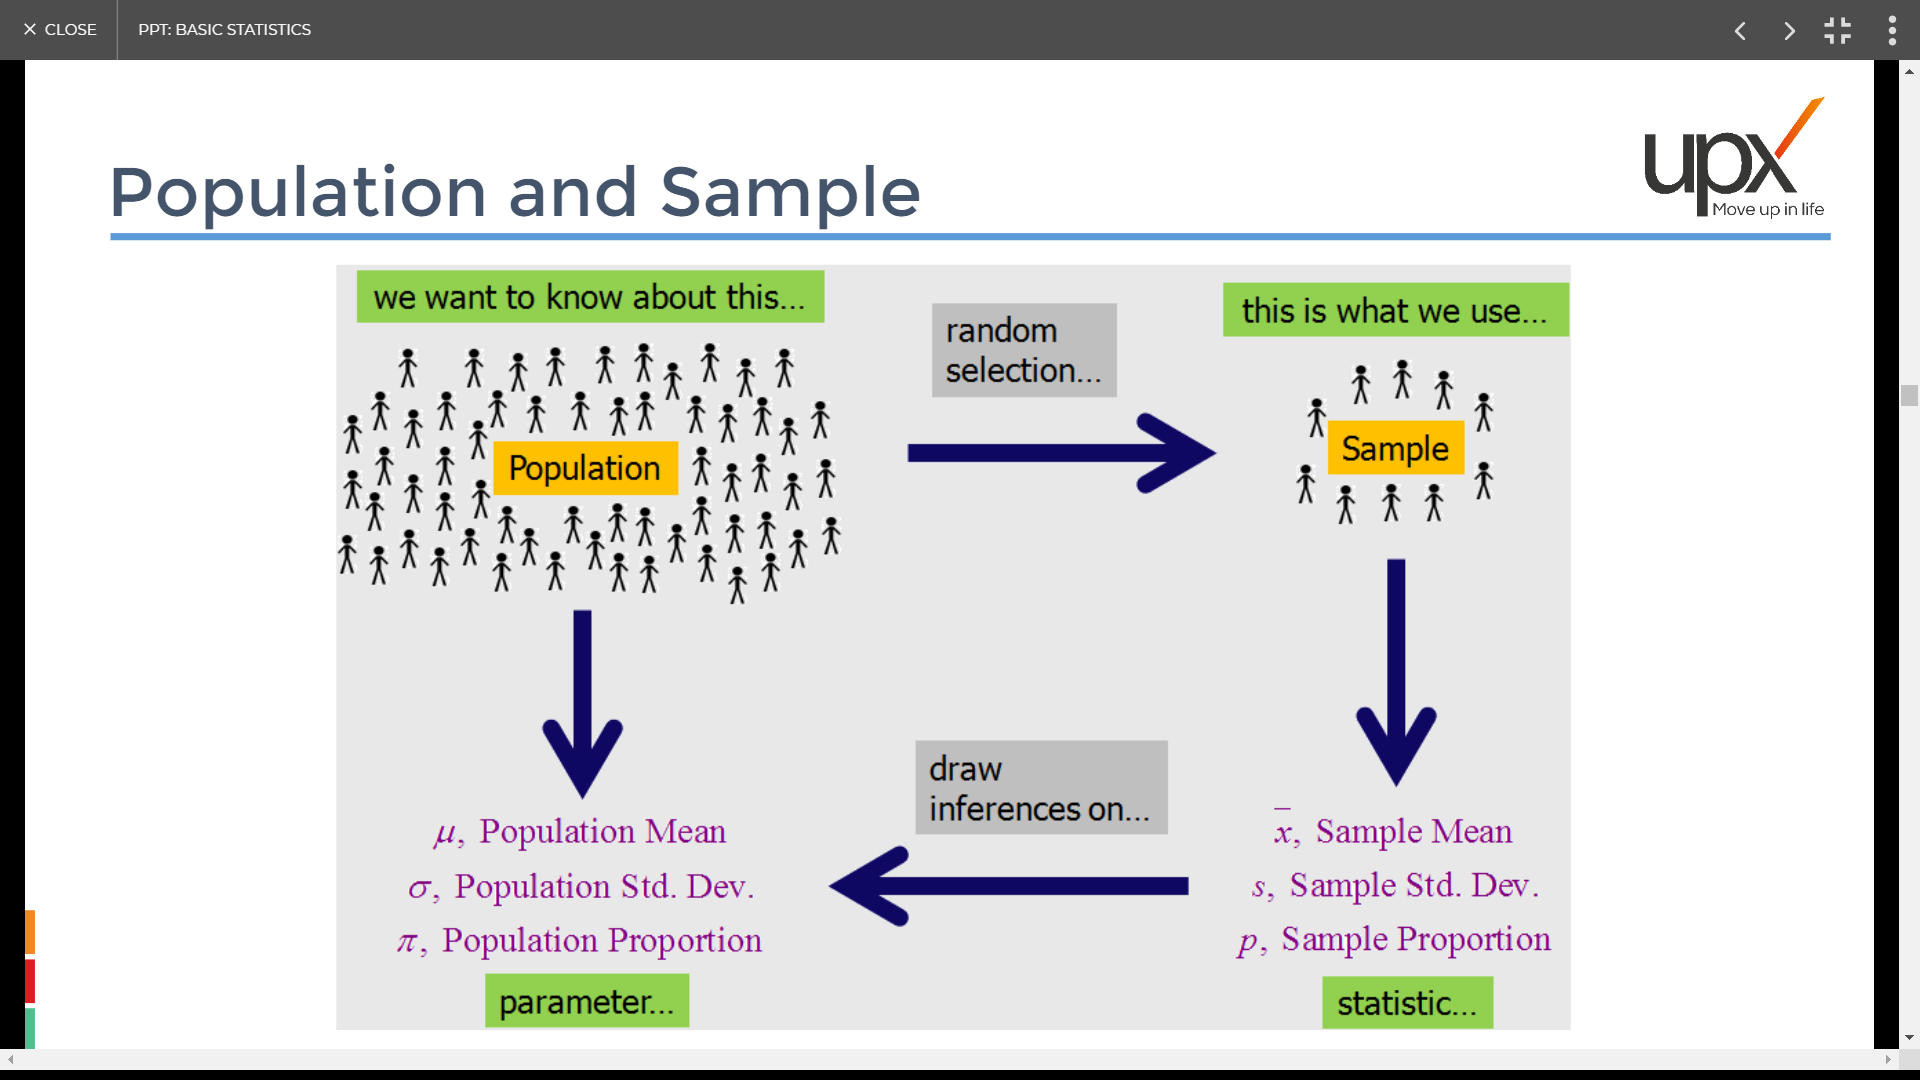 CLOSE
PPT: BASIC STATISTICS
upx
Move up in life
Population and Sample
we want to know about this...
random
selection...
this is what we use...
Population
Sample
draw
inferences on...
μ, Population Mean
σ, Population Std. Dev.
π, Population Proportion
parameter...
x̄, Sample Mean
s, Sample Std. Dev.
p, Sample Proportion
statistic...